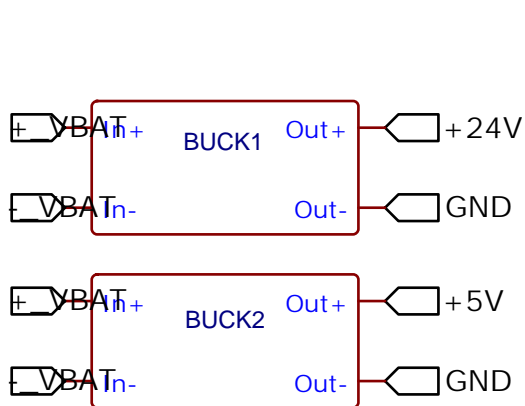 +_VBAT In+ BUCK1 Out+ +24V
-_VBAT In- Out- GND
+_VBAT In+ BUCK2 Out+ +5V
-_VBAT In- Out- GND